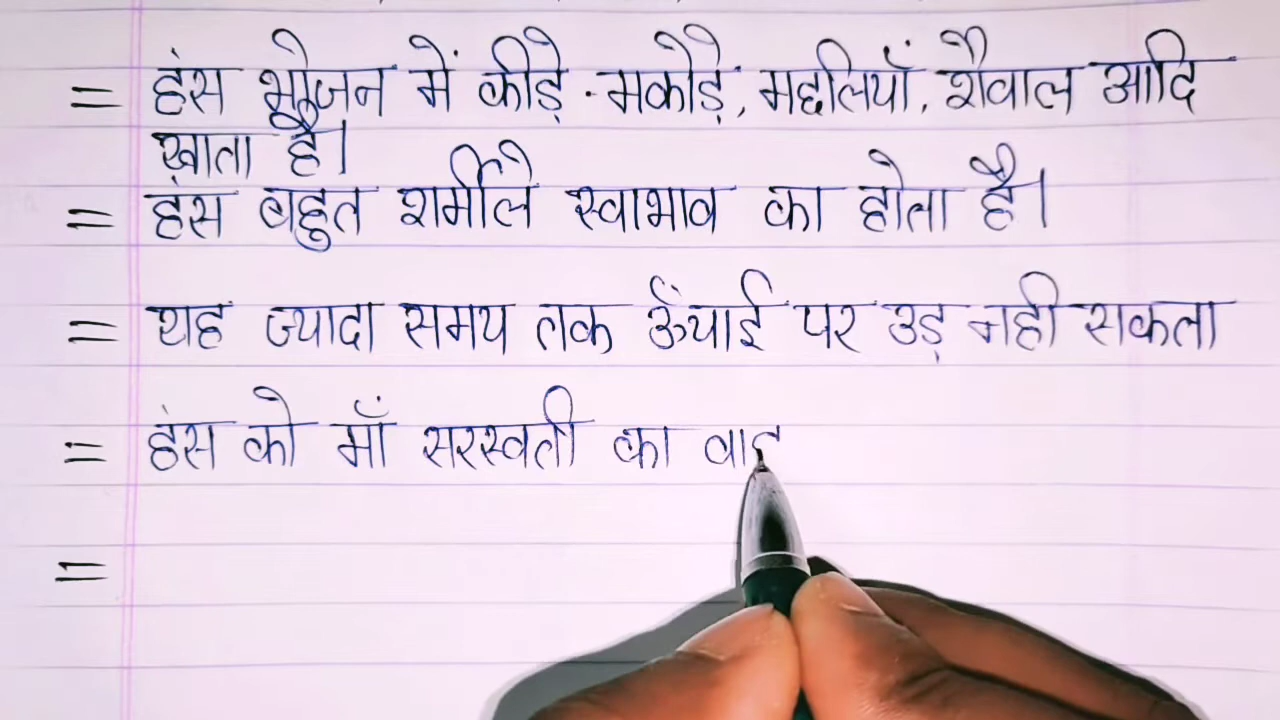 = हंस भोजन में कीड़े-मकोड़े, मछलियाँ, शैवाल आदि
खाता है।
= हंस बहुत शर्मीले स्वाभाव का होता है।
= यह ज्यादा समय तक ऊँचाई पर उड़ नही सकता
= हंस को माँ सरस्वती का
=